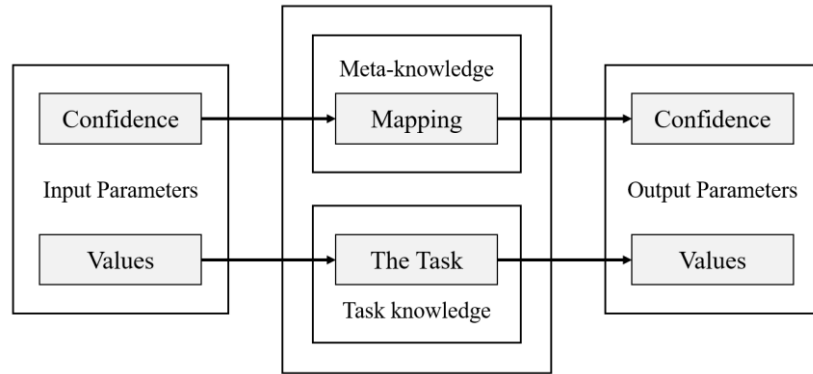 Meta-knowledge
Confidence
Mapping
Confidence
Input Parameters
Output Parameters
Values
The Task
Values
Task knowledge